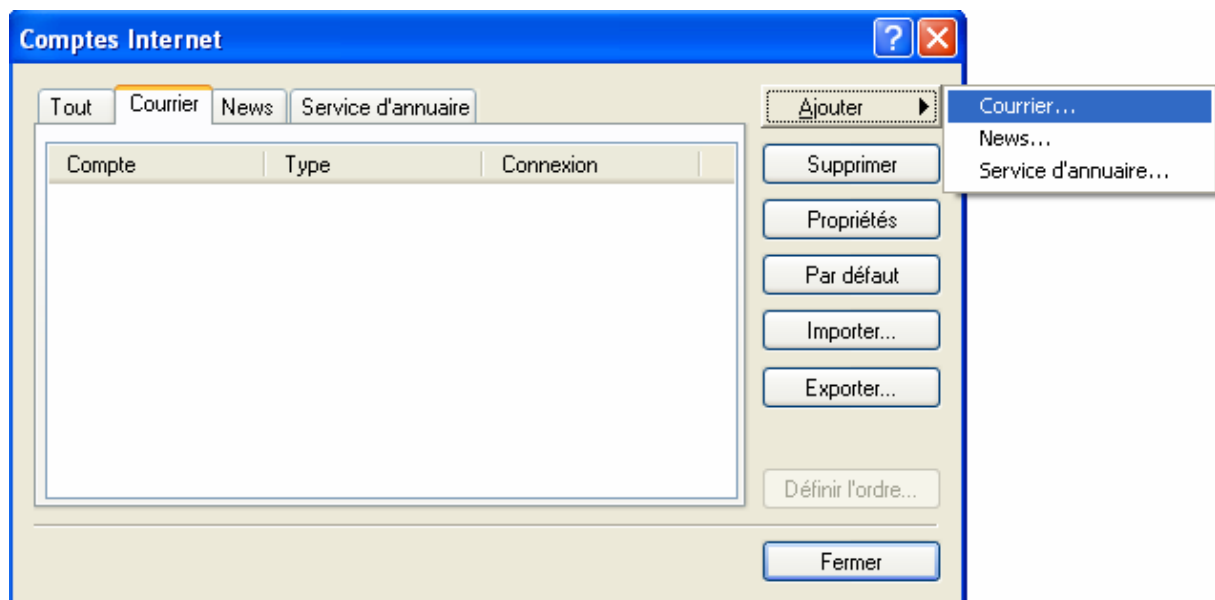 Comptes Internet
Tout Courrier News Service d'annuaire
Ajouter
Courrier...
News...
Service d'annuaire...
Compte Type Connexion
Supprimer
Propriétés
Par défaut
Importer...
Exporter...
Définir l'ordre...
Fermer